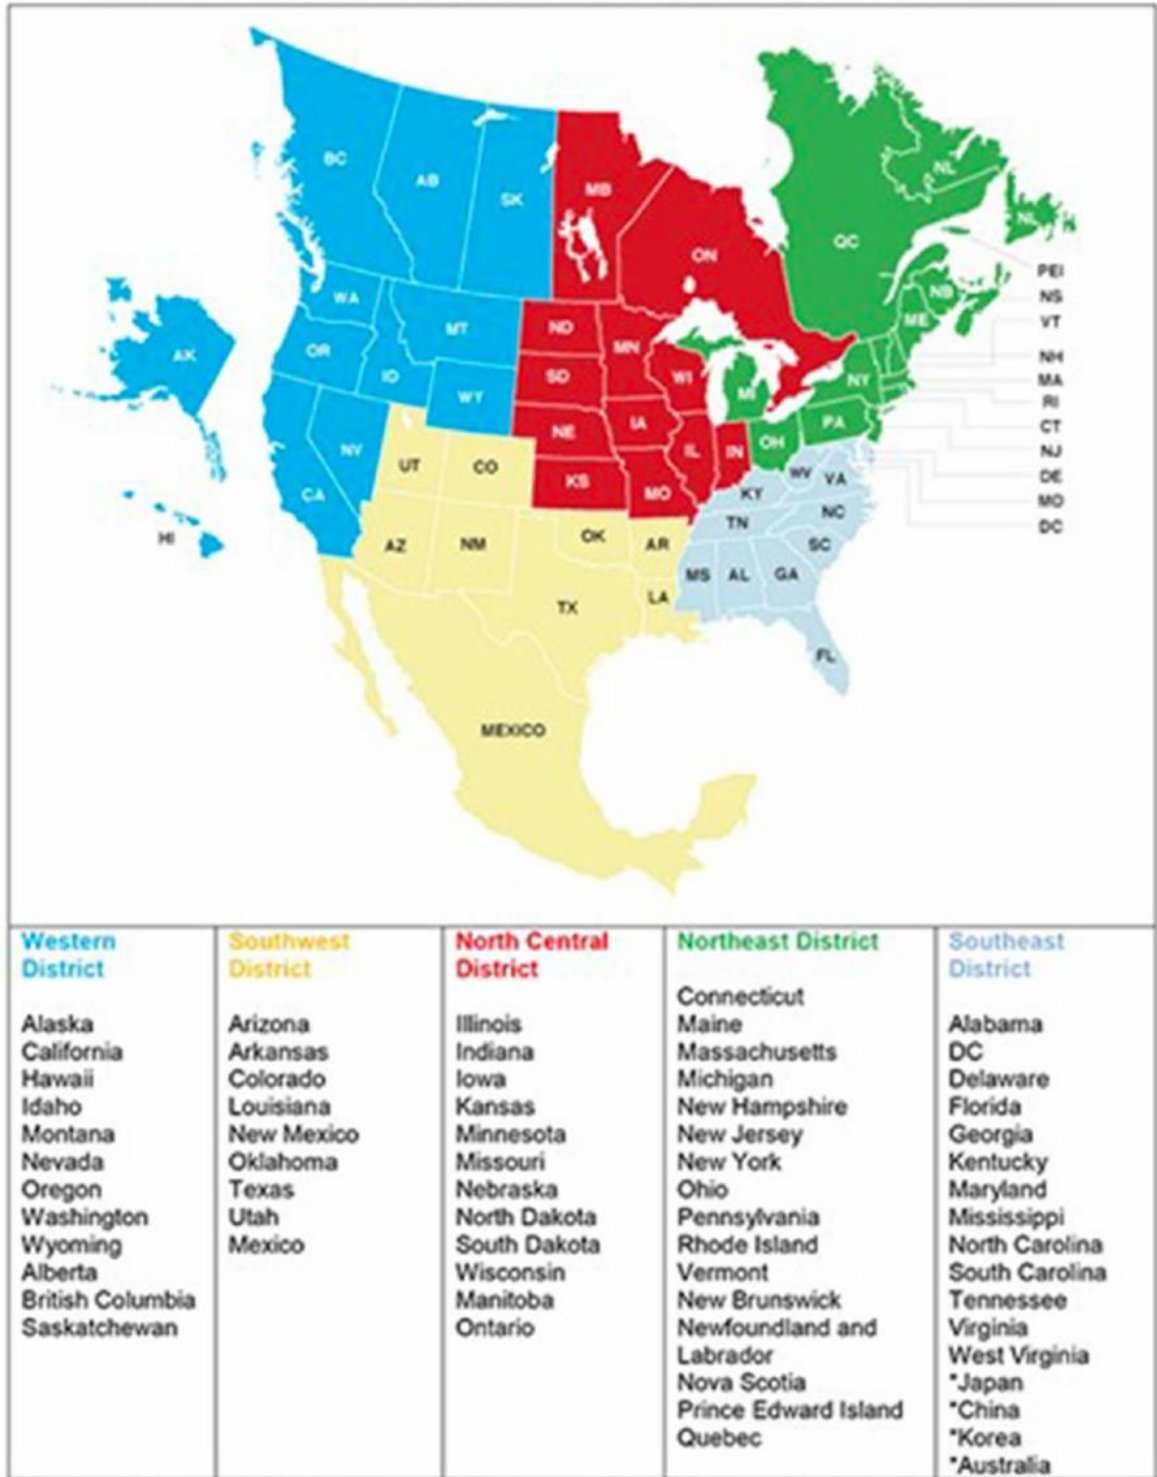 BC
AB
SK
MB
ON
QC
NL
NL
PEI
NS
NB
VT
ME
NH
MA
RI
CT
NJ
DE
MD
DC
WA
MT
ND
MN
OR
ID
AK
SD
WI
MI
NY
WY
NE
IA
PA
NV
UT
CO
IL
IN
OH
KS
MO
WV
VA
CA
KY
NC
HI
AZ
NM
OK
AR
TN
SC
MS
AL
GA
TX
LA
FL
MEXICO
Western
District
Alaska
California
Hawaii
Idaho
Montana
Nevada
Oregon
Washington
Wyoming
Alberta
British Columbia
Saskatchewan
Southwest
District
Arizona
Arkansas
Colorado
Louisiana
New Mexico
Oklahoma
Texas
Utah
Mexico
North Central
District
Illinois
Indiana
Iowa
Kansas
Minnesota
Missouri
Nebraska
North Dakota
South Dakota
Wisconsin
Manitoba
Ontario
Northeast District
Connecticut
Maine
Massachusetts
Michigan
New Hampshire
New Jersey
New York
Ohio
Pennsylvania
Rhode Island
Vermont
New Brunswick
Newfoundland and
Labrador
Nova Scotia
Prince Edward Island
Quebec
Southeast
District
Alabama
DC
Delaware
Florida
Georgia
Kentucky
Maryland
Mississippi
North Carolina
South Carolina
Tennessee
Virginia
West Virginia
*Japan
*China
*Korea
*Australia